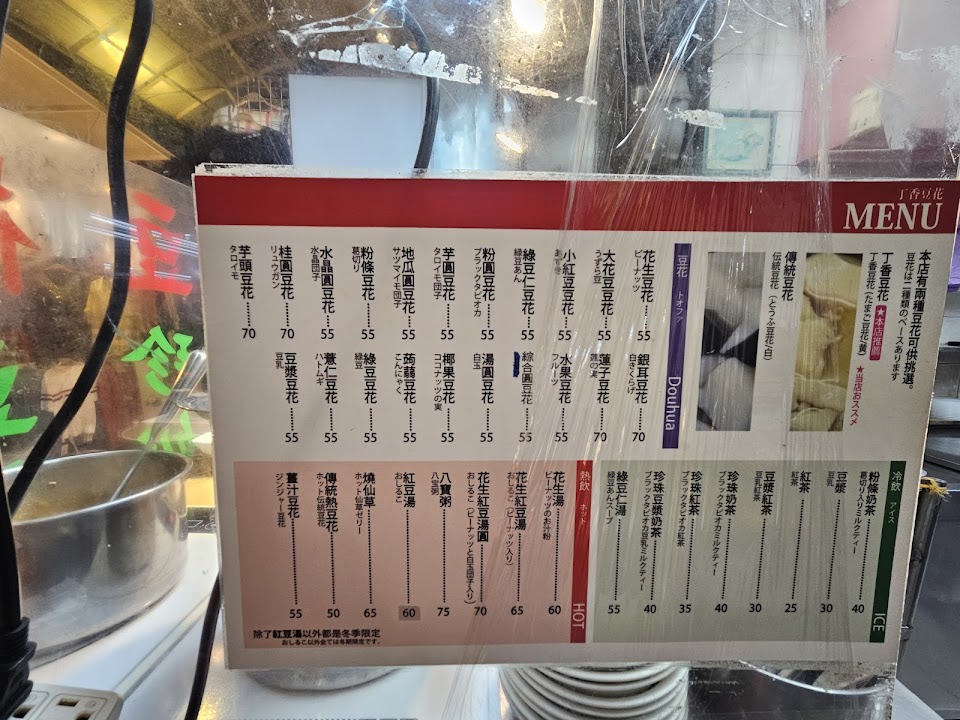 丁香豆花
MENU
本店有兩種豆花可供挑選。
豆花は二種類のベースあります
丁香豆花 ★本店推薦
丁香豆花(たまご豆花/黄) ★当店おススメ
傳統豆花
伝統豆花(とうふ豆花/白)
豆花 トオファ Douhua
花生豆花 55
ピーナッツ
大花豆豆花 55
うずら豆
小紅豆豆花 55
あずき
綠豆仁豆花 55
緑豆あん
粉圓豆花 55
ブラックタピオカ
芋圓豆花 55
タロイモ団子
地瓜圓豆花 55
サツマイモ団子
粉條豆花 55
葛切り
水晶圓豆花 55
水晶団子
桂圓豆花 70
リュウガン
芋頭豆花 70
タロイモ
銀耳豆花 70
白きくらげ
蓮子豆花 70
蓮の実
水果豆花 55
フルーツ
綜合圓豆花 55
湯圓豆花 55
白玉
椰果豆花 55
ココナッツの実
蒟蒻豆花 55
こんにゃく
綠豆豆花 55
緑豆
薏仁豆花 55
ハトムギ
豆漿豆花 55
豆乳
冷飲 アイス ICE
粉條奶茶 40
葛切り入りミルクティー
豆漿 30
豆乳
紅茶 25
紅茶
豆漿紅茶 30
豆乳紅茶
珍珠奶茶 40
ブラックタピオカミルクティー
珍珠紅茶 35
ブラックタピオカ紅茶
珍珠豆漿奶茶 40
ブラックタピオカ豆乳ミルクティー
綠豆仁湯 55
緑豆あんスープ
熱飲 ホット HOT
花生湯 60
ピーナッツのお汁粉
花生紅豆湯 65
おしるこ(ピーナッツ入り)
花生紅豆湯圓 70
おしるこ(ピーナッツと白玉団子入り)
八寶粥 75
八宝粥
紅豆湯 60
おしるこ
燒仙草 65
ホット仙草ゼリー
傳統熱豆花 50
ホット伝統豆花
薑汁豆花 55
ジンジャー豆花
除了紅豆湯以外都是冬季限定
おしるこ以外全ては冬期限定です。
豆